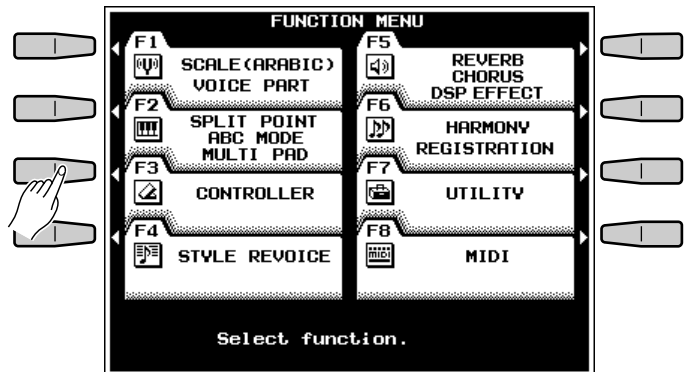 FUNCTION MENU
F1
SCALE(ARABIC)
VOICE PART
F2
SPLIT POINT
ABC MODE
MULTI PAD
F3
CONTROLLER
F4
STYLE REVOICE
F5
REVERB
CHORUS
DSP EFFECT
F6
HARMONY
REGISTRATION
F7
UTILITY
F8
MIDI
MIDI
Select function.